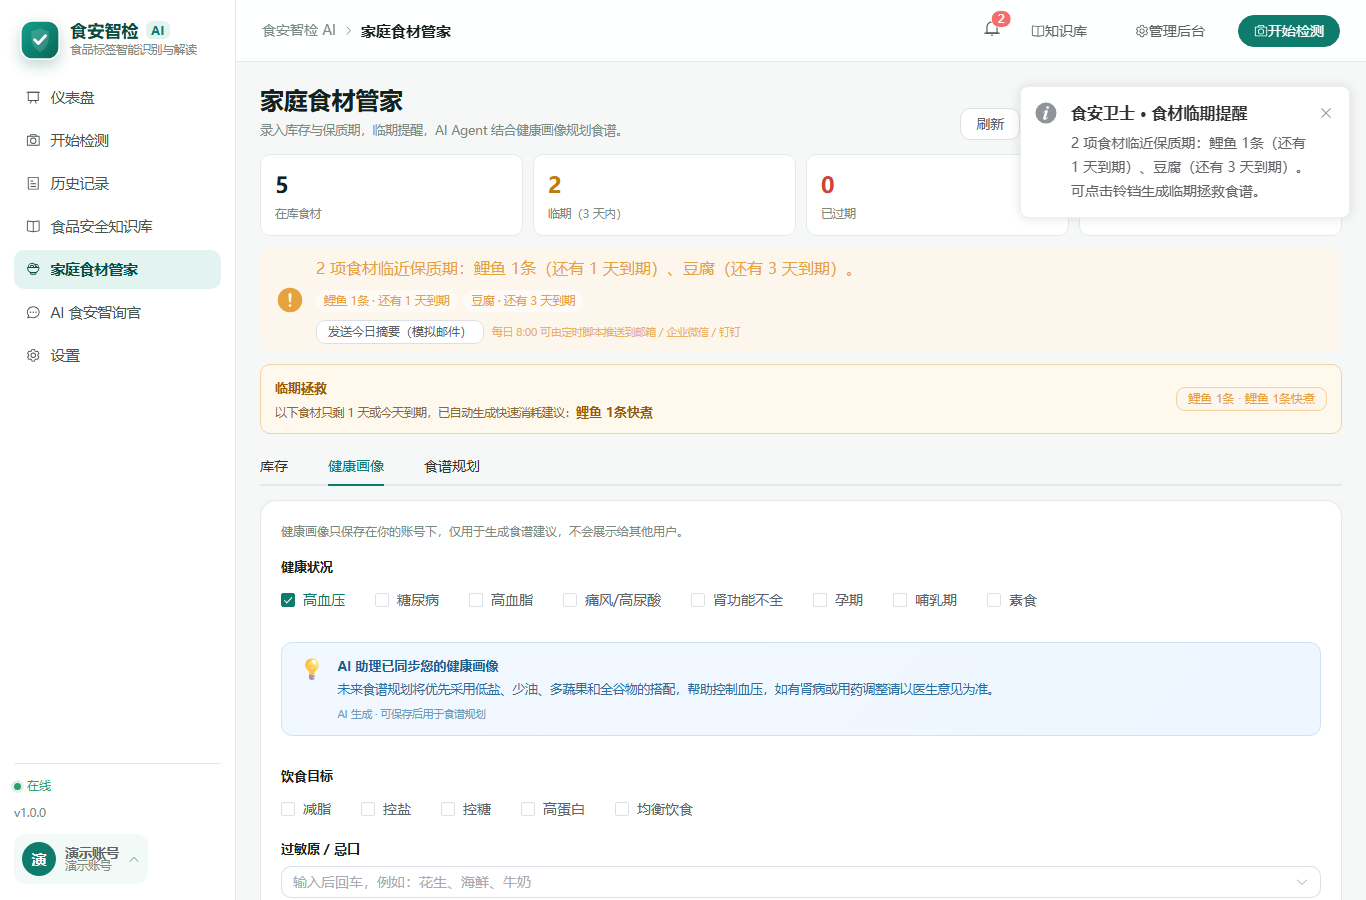 食安智检 AI
食品标签智能识别与解读
仪表盘
开始检测
历史记录
食品安全知识库
家庭食材管家
AI 食安智询官
设置
在线
v1.0.0
演
演示账号
演示账号
食安智检 AI > 家庭食材管家
2
知识库
管理后台
开始检测
家庭食材管家
录入库存与保质期，临期提醒，AI Agent 结合健康画像规划食谱。
刷新
食安卫士 • 食材临期提醒
2 项食材临近保质期：鲤鱼 1条（还有
1 天到期）、豆腐（还有 3 天到期）。
可点击铃铛生成临期拯救食谱。
5
在库食材
2
临期（3 天内）
0
已过期
2 项食材临近保质期：鲤鱼 1条（还有 1 天到期）、豆腐（还有 3 天到期）。
鲤鱼 1条 · 还有 1 天到期
豆腐 · 还有 3 天到期
发送今日摘要（模拟邮件）
每日 8:00 可由定时脚本推送到邮箱 / 企业微信 / 钉钉
临期拯救
以下食材只剩 1 天或今天到期，已自动生成快速消耗建议：鲤鱼 1条快煮
鲤鱼 1条 · 鲤鱼 1条快煮
库存
健康画像
食谱规划
健康画像只保存在你的账号下，仅用于生成食谱建议，不会展示给其他用户。
健康状况
高血压
糖尿病
高血脂
痛风/高尿酸
肾功能不全
孕期
哺乳期
素食
AI 助理已同步您的健康画像
未来食谱规划将优先采用低盐、少油、多蔬果和全谷物的搭配，帮助控制血压，如有肾病或用药调整请以医生意见为准。
AI 生成 · 可保存后用于食谱规划
饮食目标
减脂
控盐
控糖
高蛋白
均衡饮食
过敏原 / 忌口
输入后回车，例如：花生、海鲜、牛奶